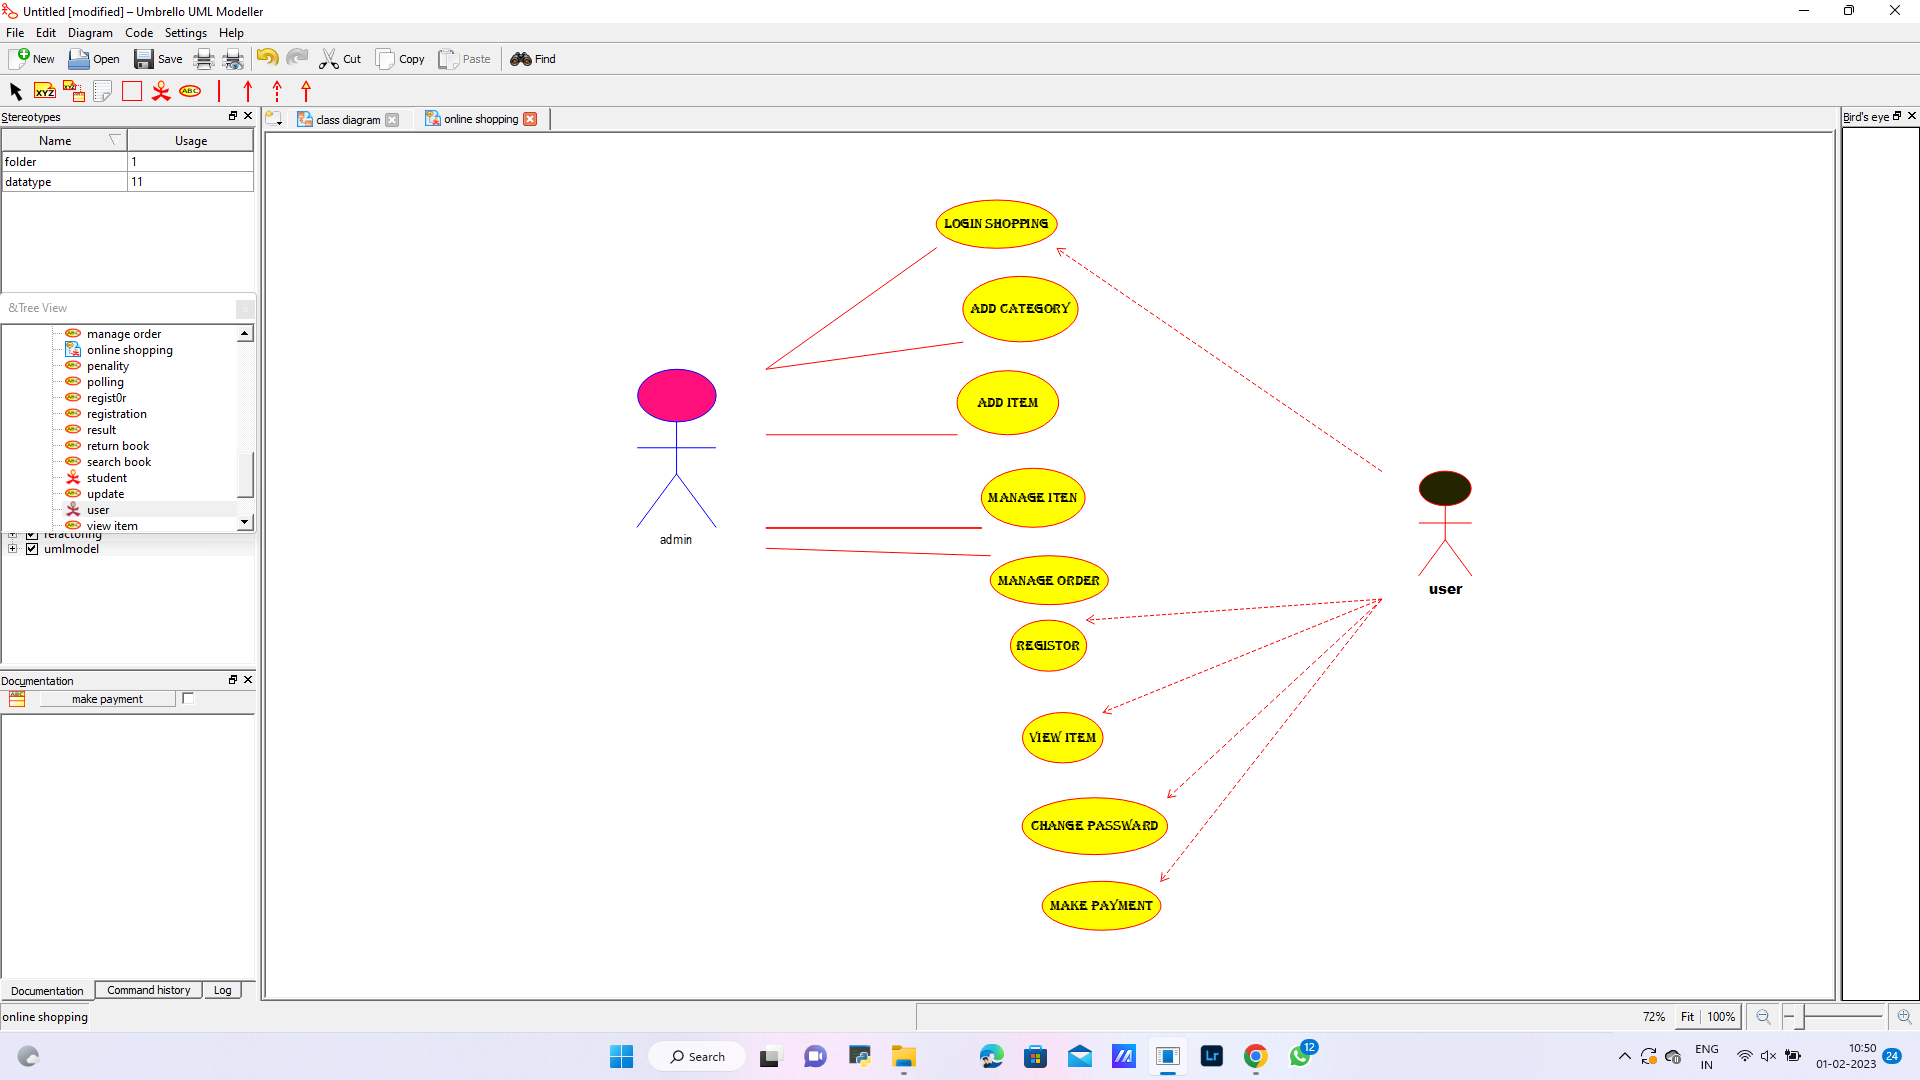 Untitled [modified] – Umbrello UML Modeller
File Edit Diagram Code Settings Help
New Open Save Cut Copy Paste Find
XYZ ABC
Stereotypes
Name Usage
folder 1
datatype 11
&Tree View
manage order
online shopping
penality
polling
regist0r
registration
result
return book
search book
student
update
user
view item
refactoring
umlmodel
Documentation
make payment
Documentation Command history Log
online shopping
class diagram online shopping
Bird's eye
LOGIN SHOPPING
ADD CATEGORY
ADD ITEM
MANAGE ITEN
MANAGE ORDER
REGISTOR
VIEW ITEM
CHANGE PASSWARD
MAKE PAYMENT
admin
user
72% Fit 100%
Search
Lr
12
ENG
IN
10:50
01-02-2023
24